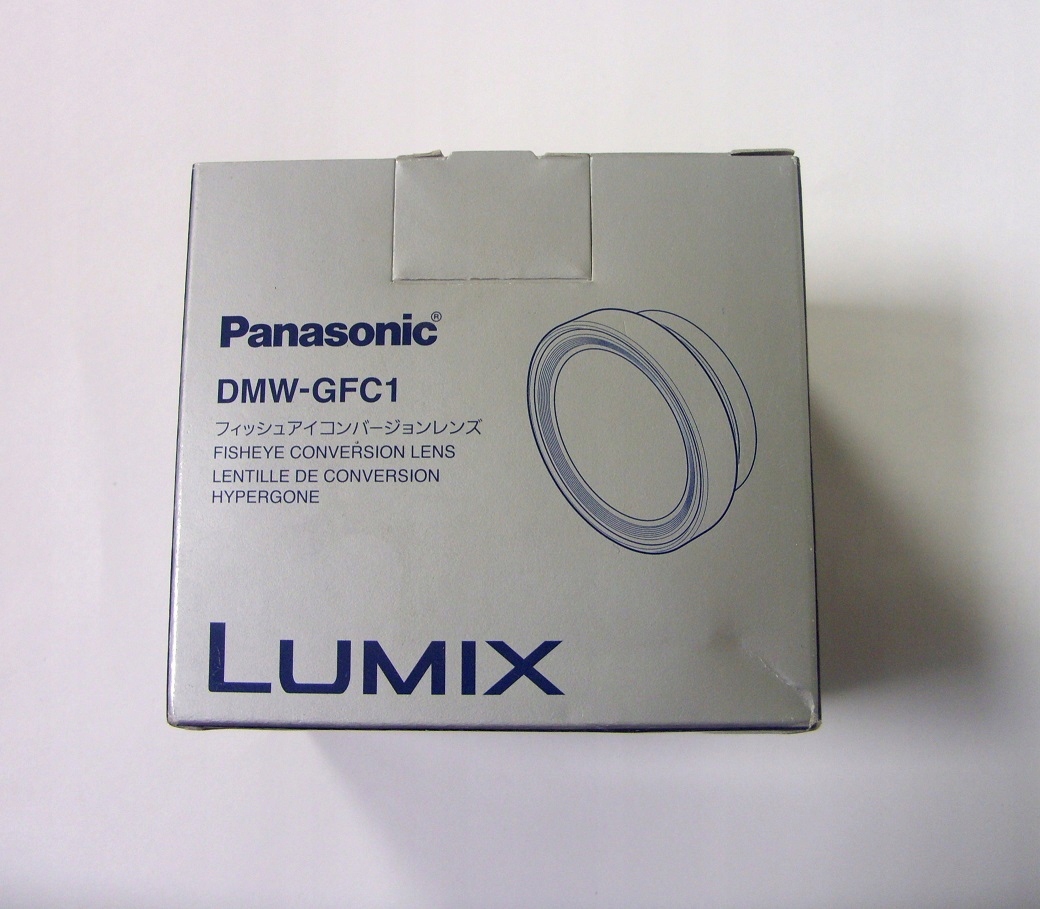 Panasonic®
DMW-GFC1
フィッシュアイコンバージョンレンズ
FISHEYE CONVERSION LENS
LENTILLE DE CONVERSION
HYPERGONE
LUMIX